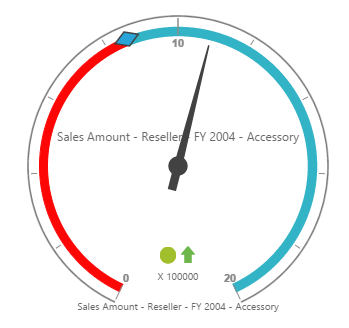 10
Sales Amount - Reseller - FY 2004 - Accessory
X 100000
0
20
Sales Amount - Reseller - FY 2004 - Accessory